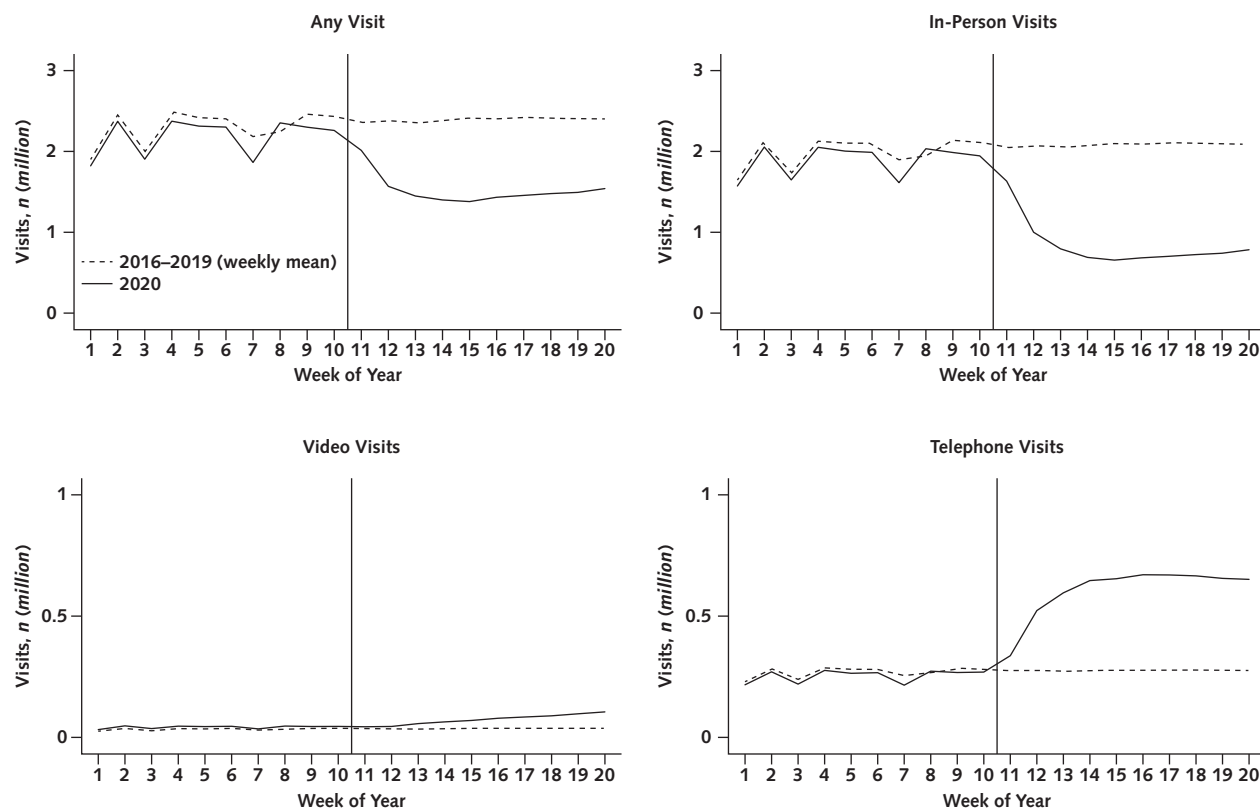 Any Visit
3
2
1
0
Visits, n (million)
2016–2019 (weekly mean)
2020
1 2 3 4 5 6 7 8 9 10 11 12 13 14 15 16 17 18 19 20
Week of Year
In-Person Visits
3
2
1
0
Visits, n (million)
1 2 3 4 5 6 7 8 9 10 11 12 13 14 15 16 17 18 19 20
Week of Year
Video Visits
1
0.5
0
Visits, n (million)
1 2 3 4 5 6 7 8 9 10 11 12 13 14 15 16 17 18 19 20
Week of Year
Telephone Visits
1
0.5
0
Visits, n (million)
1 2 3 4 5 6 7 8 9 10 11 12 13 14 15 16 17 18 19 20
Week of Year